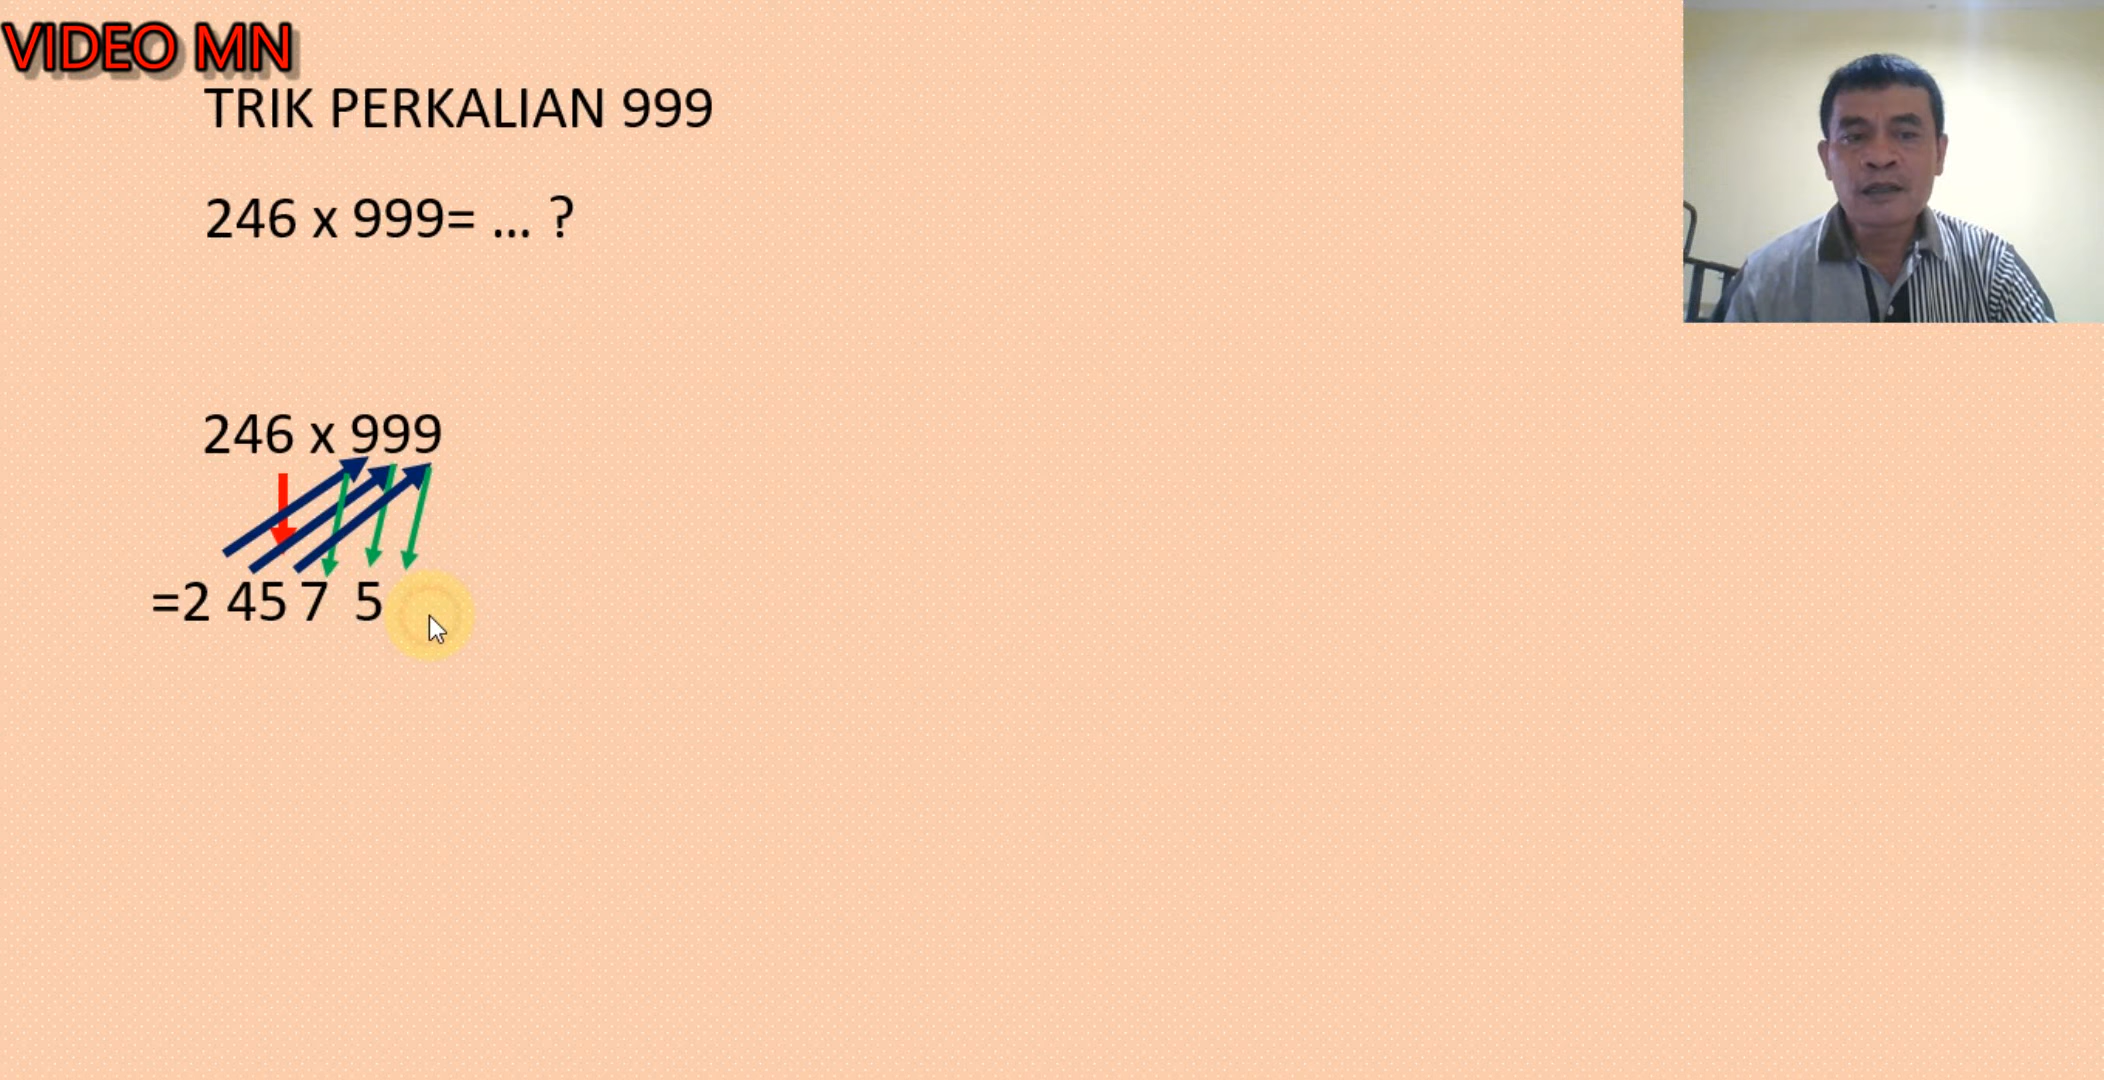 VIDEO MN
TRIK PERKALIAN 999
246 x 999= ... ?
246 x 999
=2 45 7 5